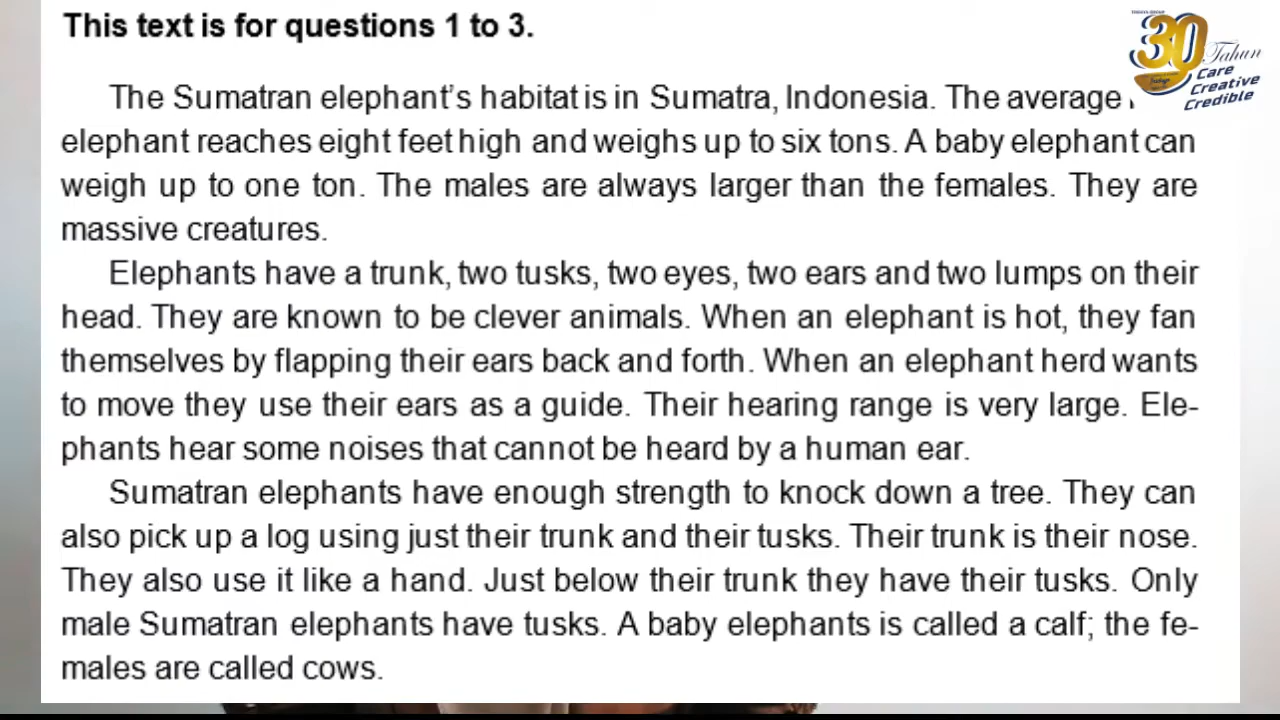 This text is for questions 1 to 3.
30 Tahun
Care
Creative
Credible
The Sumatran elephant's habitat is in Sumatra, Indonesia. The average
elephant reaches eight feet high and weighs up to six tons. A baby elephant can
weigh up to one ton. The males are always larger than the females. They are
massive creatures.
Elephants have a trunk, two tusks, two eyes, two ears and two lumps on their
head. They are known to be clever animals. When an elephant is hot, they fan
themselves by flapping their ears back and forth. When an elephant herd wants
to move they use their ears as a guide. Their hearing range is very large. Ele-
phants hear some noises that cannot be heard by a human ear.
Sumatran elephants have enough strength to knock down a tree. They can
also pick up a log using just their trunk and their tusks. Their trunk is their nose.
They also use it like a hand. Just below their trunk they have their tusks. Only
male Sumatran elephants have tusks. A baby elephants is called a calf; the fe-
males are called cows.